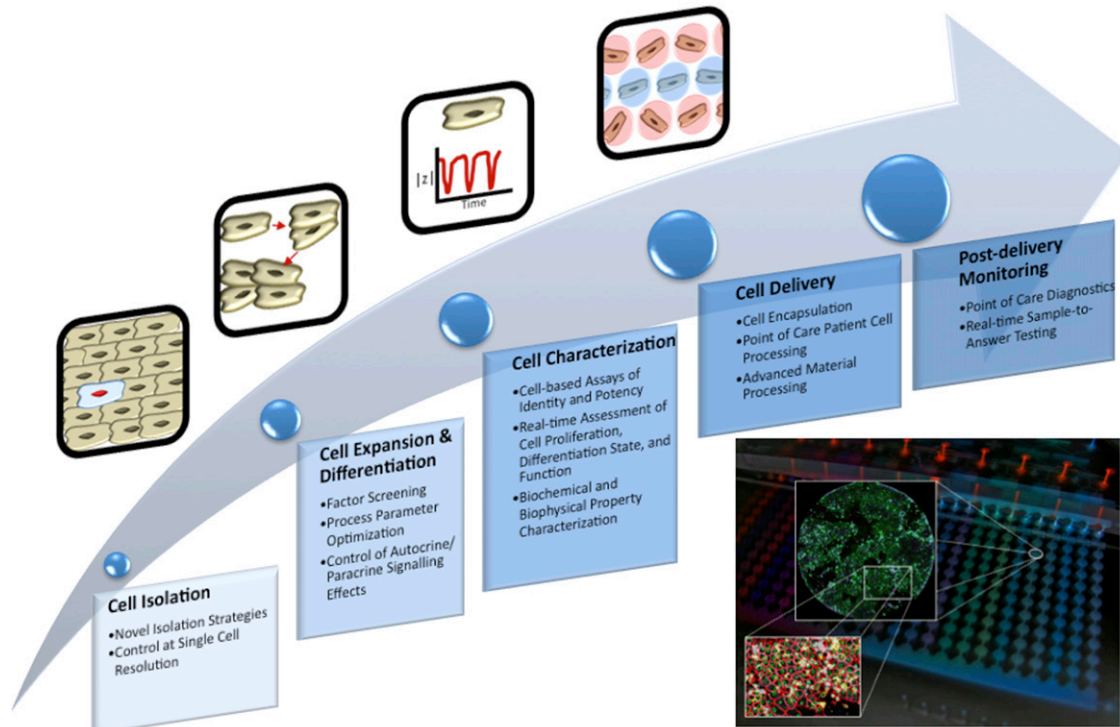 |z|
Time
Cell Isolation
•Novel Isolation Strategies
•Control at Single Cell
Resolution
Cell Expansion &
Differentiation
•Factor Screening
•Process Parameter
Optimization
•Control of Autocrine/
Paracrine Signalling
Effects
Cell Characterization
•Cell-based Assays of
Identity and Potency
•Real-time Assessment of
Cell Proliferation,
Differentiation State, and
Function
•Biochemical and
Biophysical Property
Characterization
Cell Delivery
•Cell Encapsulation
•Point of Care Patient Cell
Processing
•Advanced Material
Processing
Post-delivery
Monitoring
•Point of Care Diagnostics
•Real-time Sample-to-
Answer Testing